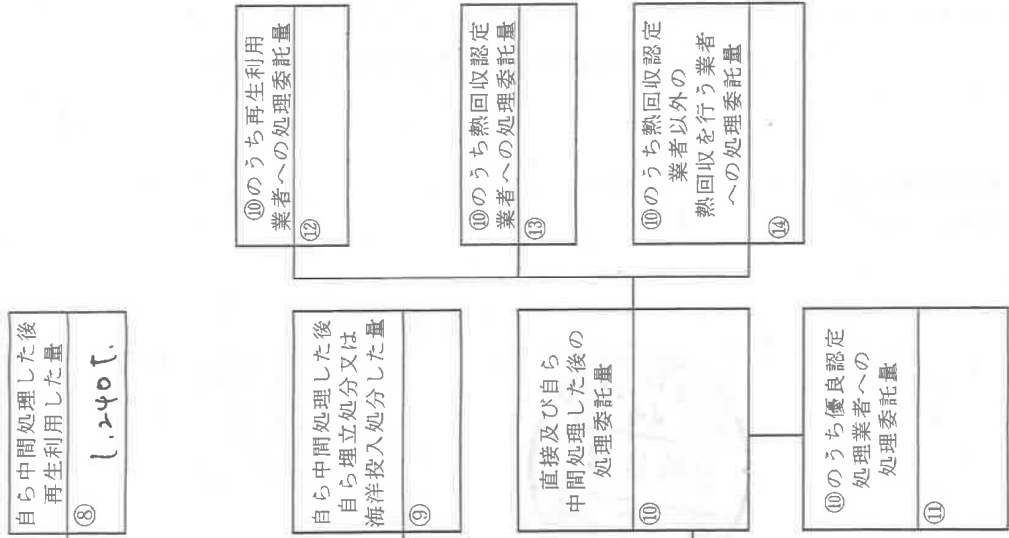 自ら中間処理した後
再生利用した量
⑧
1.240t.
自ら中間処理した後
自ら埋立処分又は
海洋投入処分した量
⑨
直接及び自ら
中間処理した後の
処理委託量
⑩
⑩のうち優良認定
処理業者への
処理委託量
⑪
⑩のうち再生利用
業者への処理委託量
⑫
⑩のうち熱回収認定
業者への処理委託量
⑬
⑩のうち熱回収認定
業者以外の
熱回収を行う業者
への処理委託量
⑭